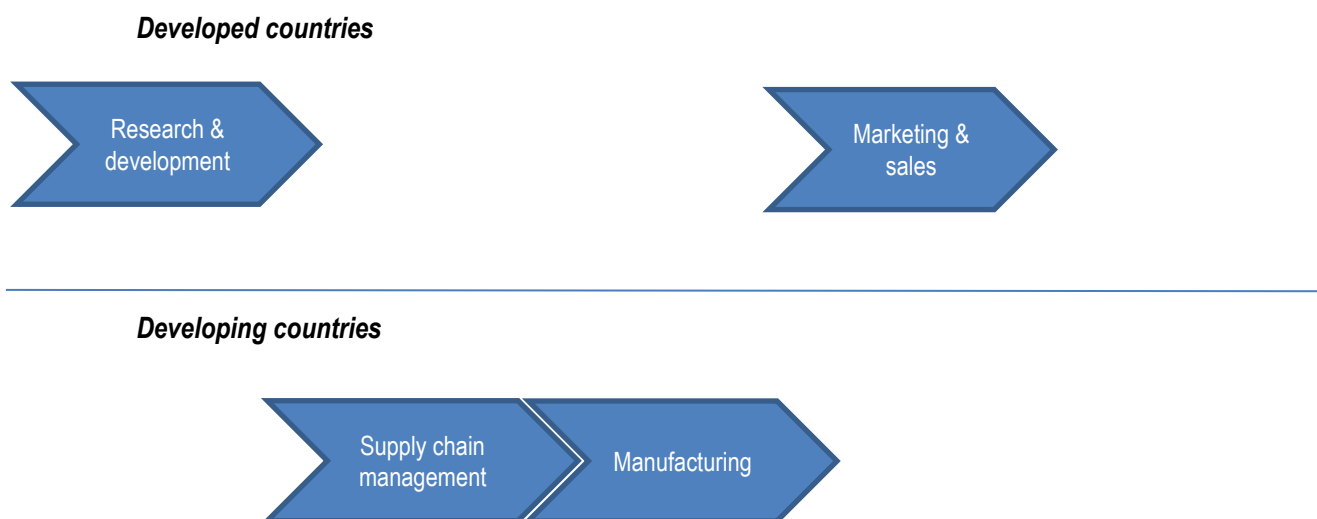 Developed countries
Research &
development
Marketing &
sales
Developing countries
Supply chain
management
Manufacturing